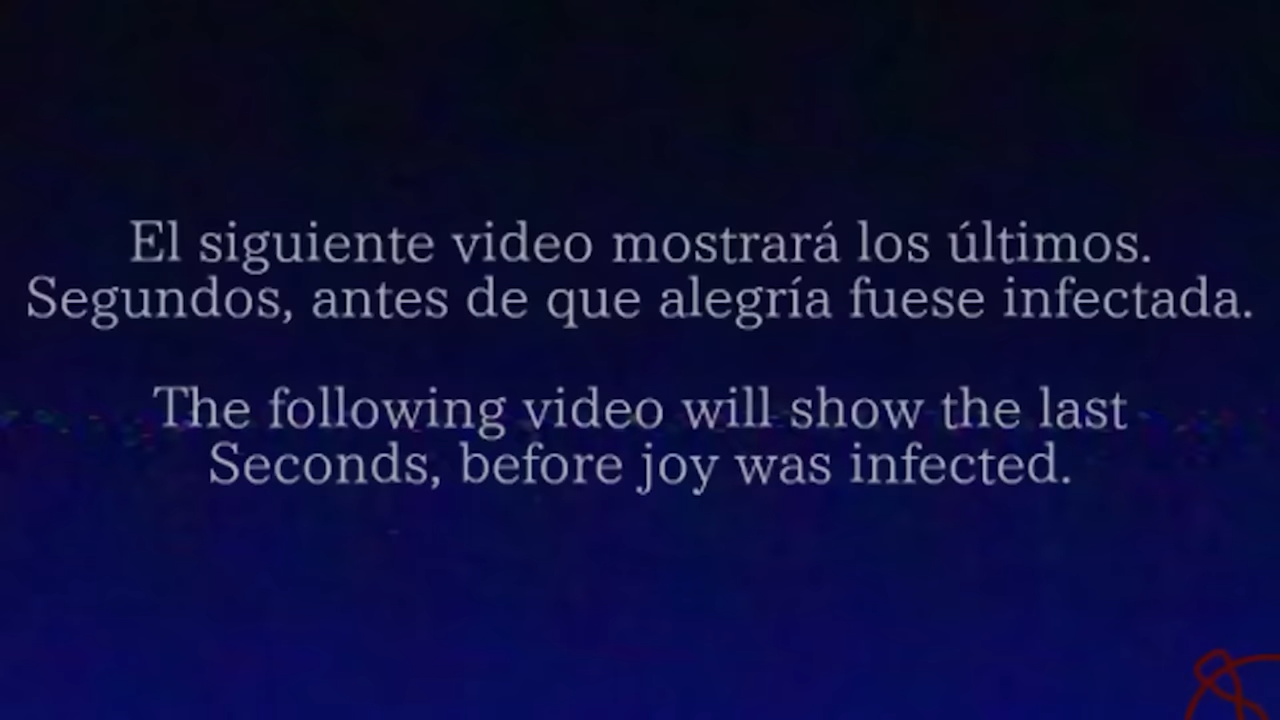 El siguiente video mostrará los últimos.
Segundos, antes de que alegría fuese infectada.
The following video will show the last
Seconds, before joy was infected.